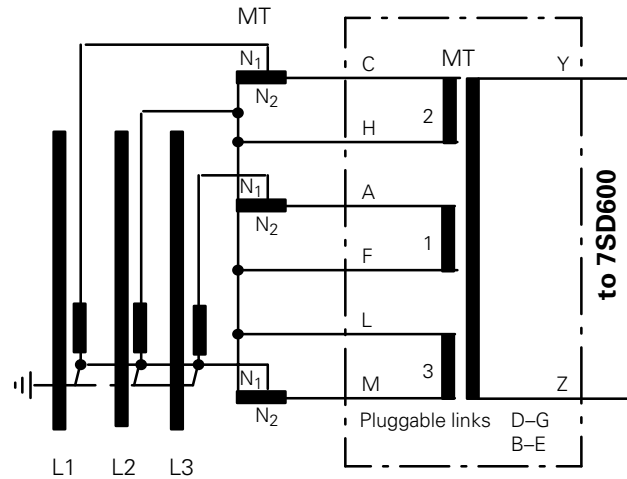 MT
N1
N2
C
MT
Y
2
H
N1
N2
A
1
F
to 7SD600
L
3
N1
N2
M
Z
Pluggable links D–G
B–E
L1 L2 L3